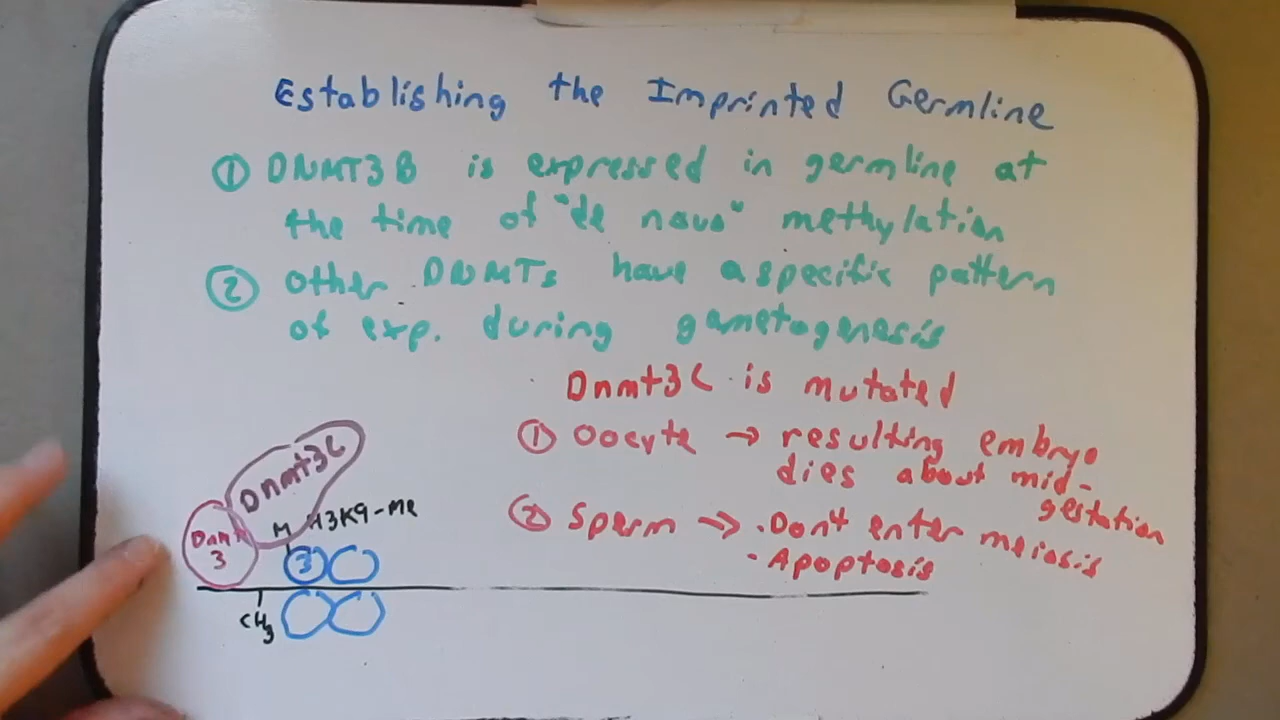 Establishing the Imprinted Germline
① DNMT3B is expressed in germline at
the time of "de novo" methylation
② other DNMTs have a specific pattern
of exp. during gametogenesis
Dnmt3L is mutated
① Oocyte → resulting embryo
dies about mid-
gestation
② Sperm → · Don't enter meiosis
- Apoptosis
Dnmt3L
Dnmt
3
M H3K9-Me
3
CH3